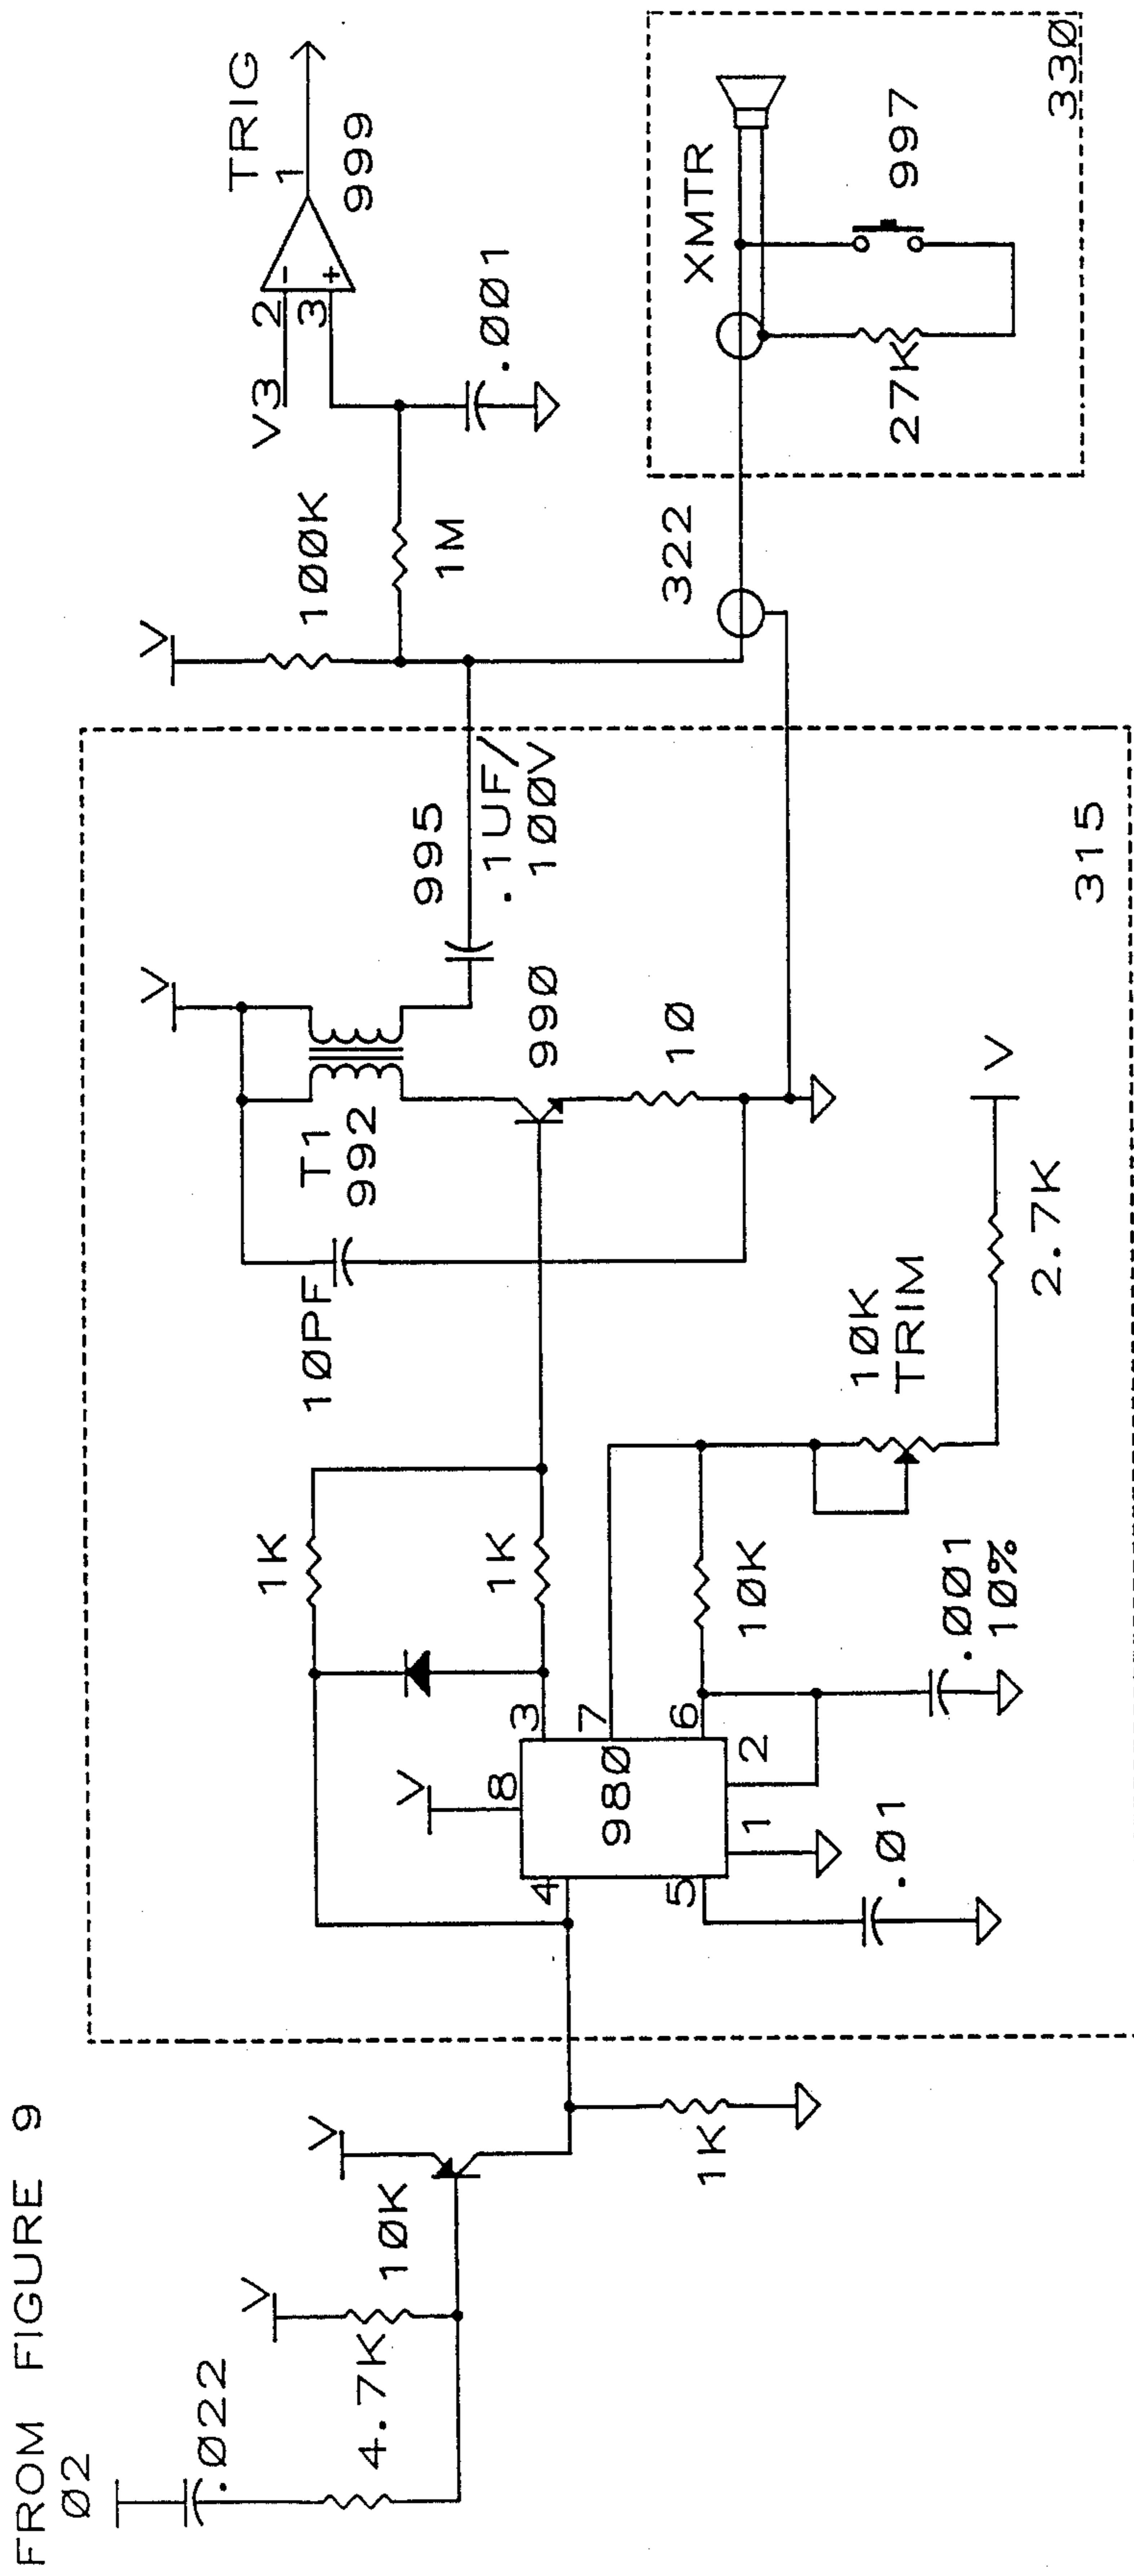 FROM FIGURE 9
Ø2
.Ø22
4.7K
V
1ØK
V
1K
4
5
.Ø1
V
8
98Ø
1
2
3
7
6
1K
1K
1ØK
.ØØ1
1Ø%
1ØK
TRIM
2.7K
V
1ØPF
T1
992
V
99Ø
1Ø
995
.1UF/
1ØØV
315
V
1ØØK
1M
.ØØ1
V3
2
3
-
+
1
TRIG
999
322
XMTR
27K
997
33Ø